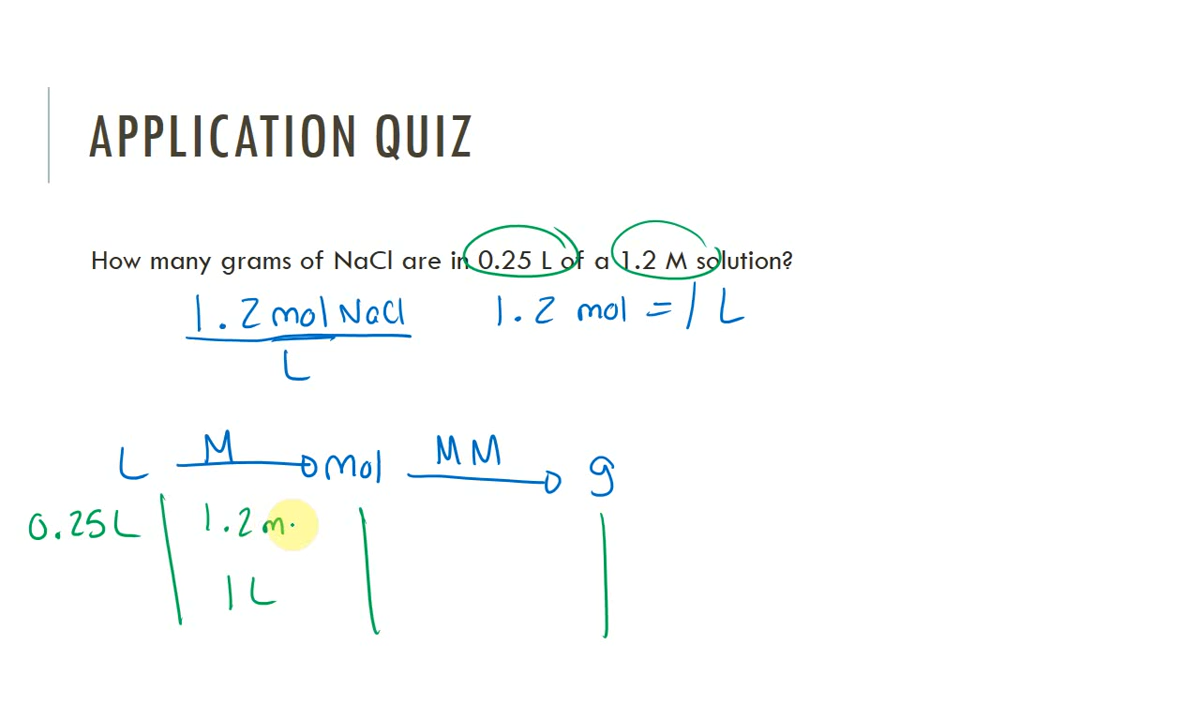 APPLICATION QUIZ
How many grams of NaCl are in 0.25 L of a 1.2 M solution?
1.2 mol NaCl 1.2 mol = 1 L
L
L M mol MM g
0.25L 1.2 m
1 L